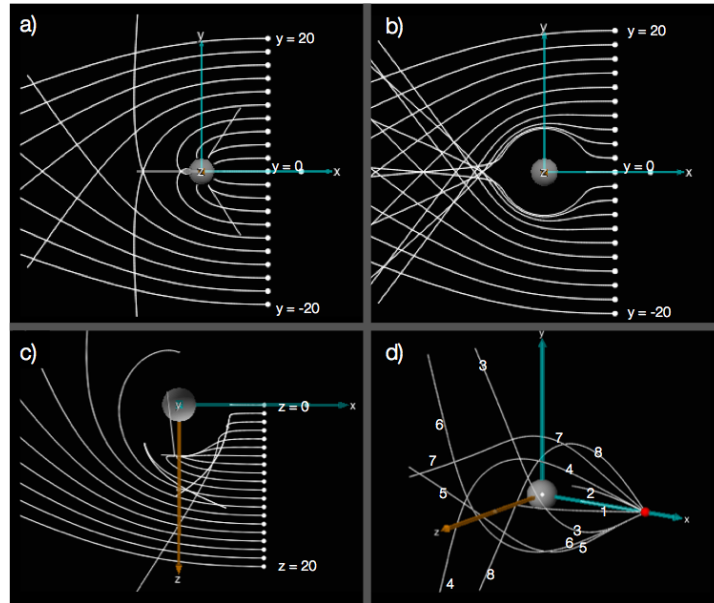 a)
y
y = 20
z
y = 0
x
y = -20
b)
y
y = 20
z
y = 0
x
y = -20
c)
y
z = 0
x
z
z = 20
d)
y
3
6
7
8
7
4
5
2
1
z
3
x
6
5
8
4